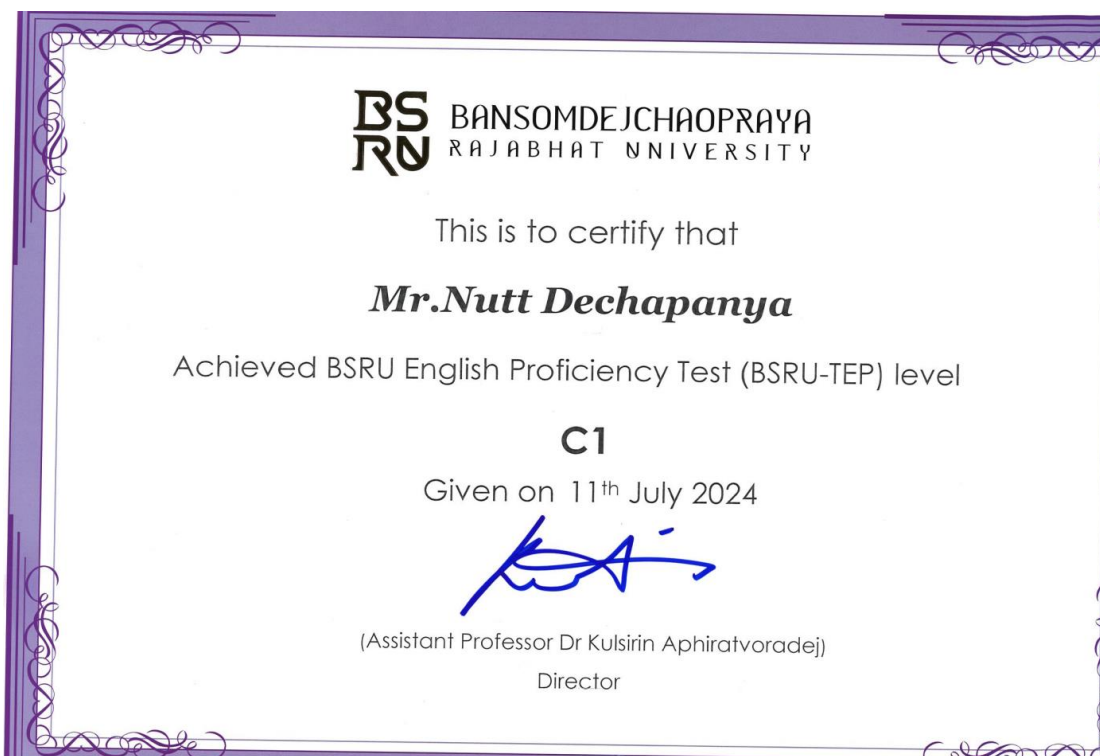 BS
RU
BANSOMDEJCHAOPRAYA
RAJABHAT UNIVERSITY
This is to certify that
Mr.Nutt Dechapanya
Achieved BSRU English Proficiency Test (BSRU-TEP) level
C1
Given on 11th July 2024
(Assistant Professor Dr Kulsirin Aphiratvoradej)
Director